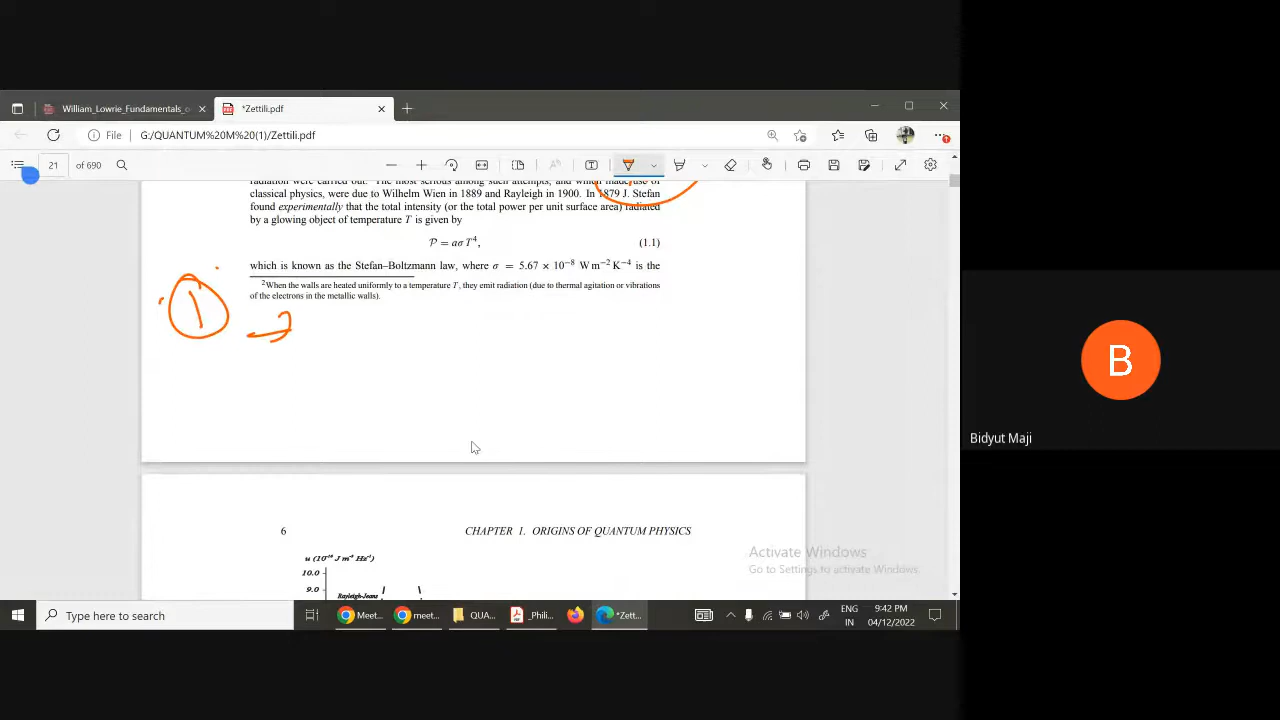 William_Lowrie_Fundamentals_o
*Zettili.pdf
File
G:/QUANTUM%20M%20(1)/Zettili.pdf
21 of 690
radiation were carried out. The most serious among such attempts, and which made use of
classical physics, were due to Wilhelm Wien in 1889 and Rayleigh in 1900. In 1879 J. Stefan
found experimentally that the total intensity (or the total power per unit surface area) radiated
by a glowing object of temperature T is given by
P = aσT⁴, (1.1)
which is known as the Stefan–Boltzmann law, where σ = 5.67 × 10⁻⁸ W m⁻² K⁻⁴ is the
²When the walls are heated uniformly to a temperature T, they emit radiation (due to thermal agitation or vibrations
of the electrons in the metallic walls).
1
6 CHAPTER 1. ORIGINS OF QUANTUM PHYSICS
10.0
9.0
Rayleigh-Jeans
Activate Windows
Go to Settings to activate Windows.
B
Bidyut Maji
Type here to search
Meet...
meet...
QUA...
_Phili...
*Zett...
ENG
IN
9:42 PM
04/12/2022